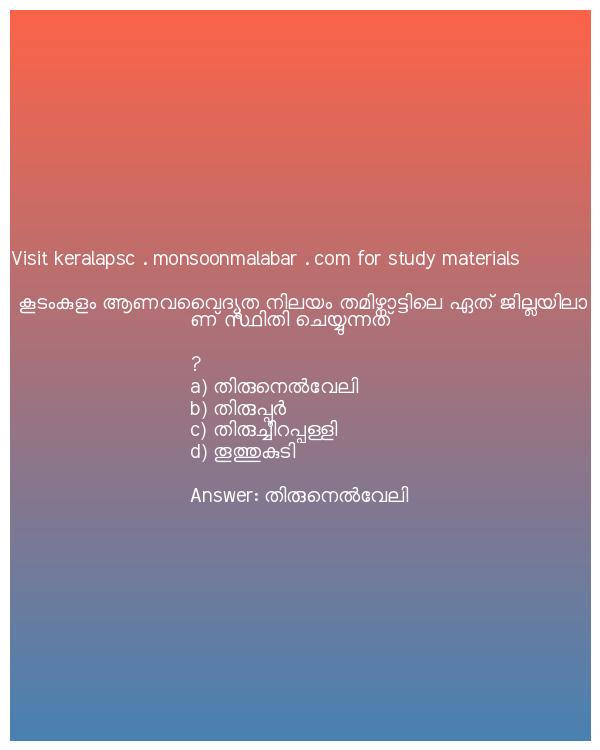 Visit keralapsc . monsoonmalabar . com for study materials
കൂടംകുളം ആണവവൈദ്യുത നിലയം തമിഴ്നാട്ടിലെ ഏത് ജില്ലയിലാ
ണ് സ്ഥിതി ചെയ്യുന്നത്
?
a) തിരുനെൽവേലി
b) തിരുപ്പൂർ
c) തിരുച്ചിറപ്പള്ളി
d) തൂത്തുകുടി
Answer: തിരുനെൽവേലി